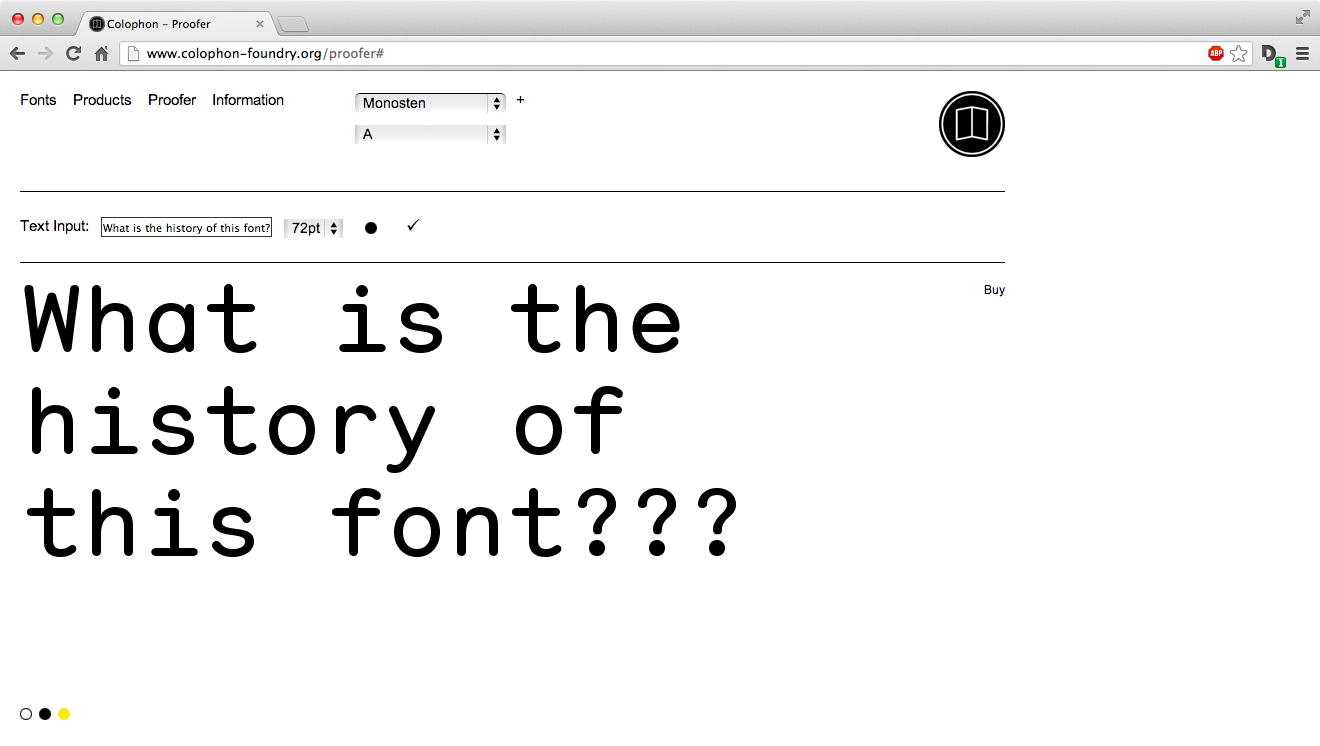 Colophon – Proofer
www.colophon-foundry.org/proofer#
ABP
D 1
Fonts Products Proofer Information
Monosten +
A
Text Input: What is the history of this font? 72pt ✓
Buy
What is the
history of
this font???